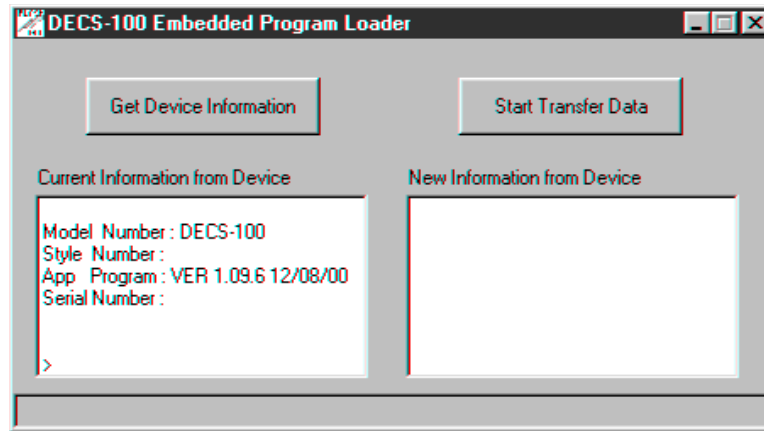 DECS-100 Embedded Program Loader
Get Device Information
Start Transfer Data
Current Information from Device
New Information from Device
Model Number : DECS-100
Style Number :
App Program : VER 1.09.6 12/08/00
Serial Number :
>